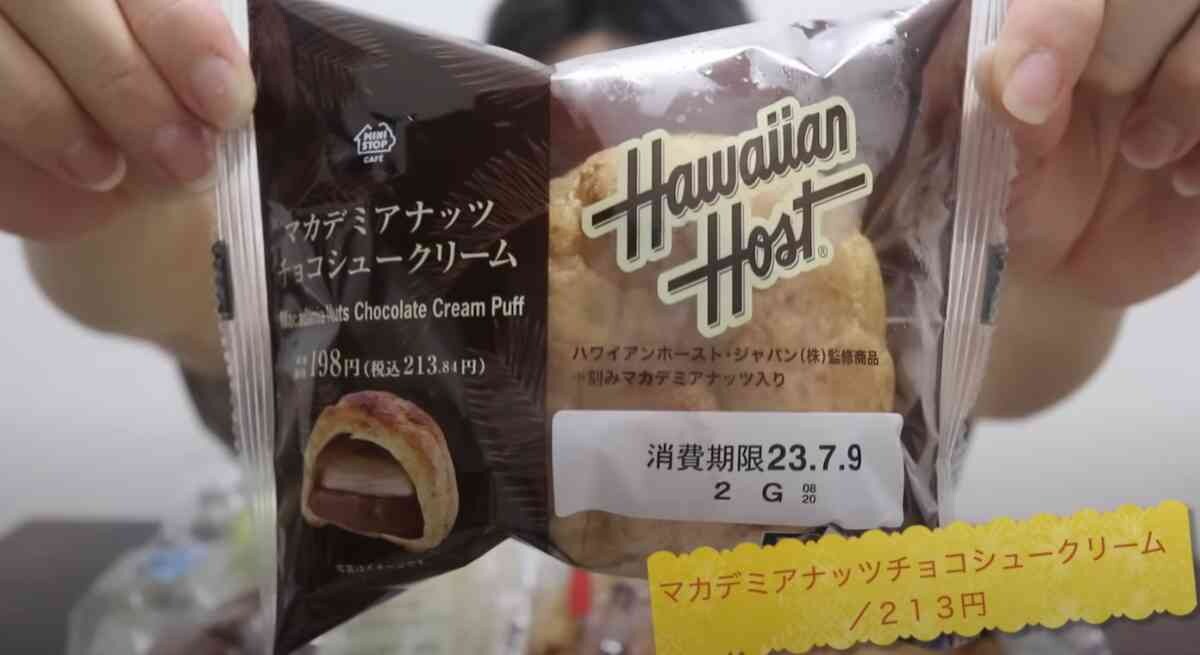 MINI
STOP
CAFÉ
マカデミアナッツ
チョコシュークリーム
Macadamia Nuts Chocolate Cream Puff
198円(税込213.84円)
Hawaiian
Host®
ハワイアンホースト・ジャパン(株)監修商品
刻みマカデミアナッツ入り
消費期限23.7.9
2 G 08
20
マカデミアナッツチョコシュークリーム
/213円